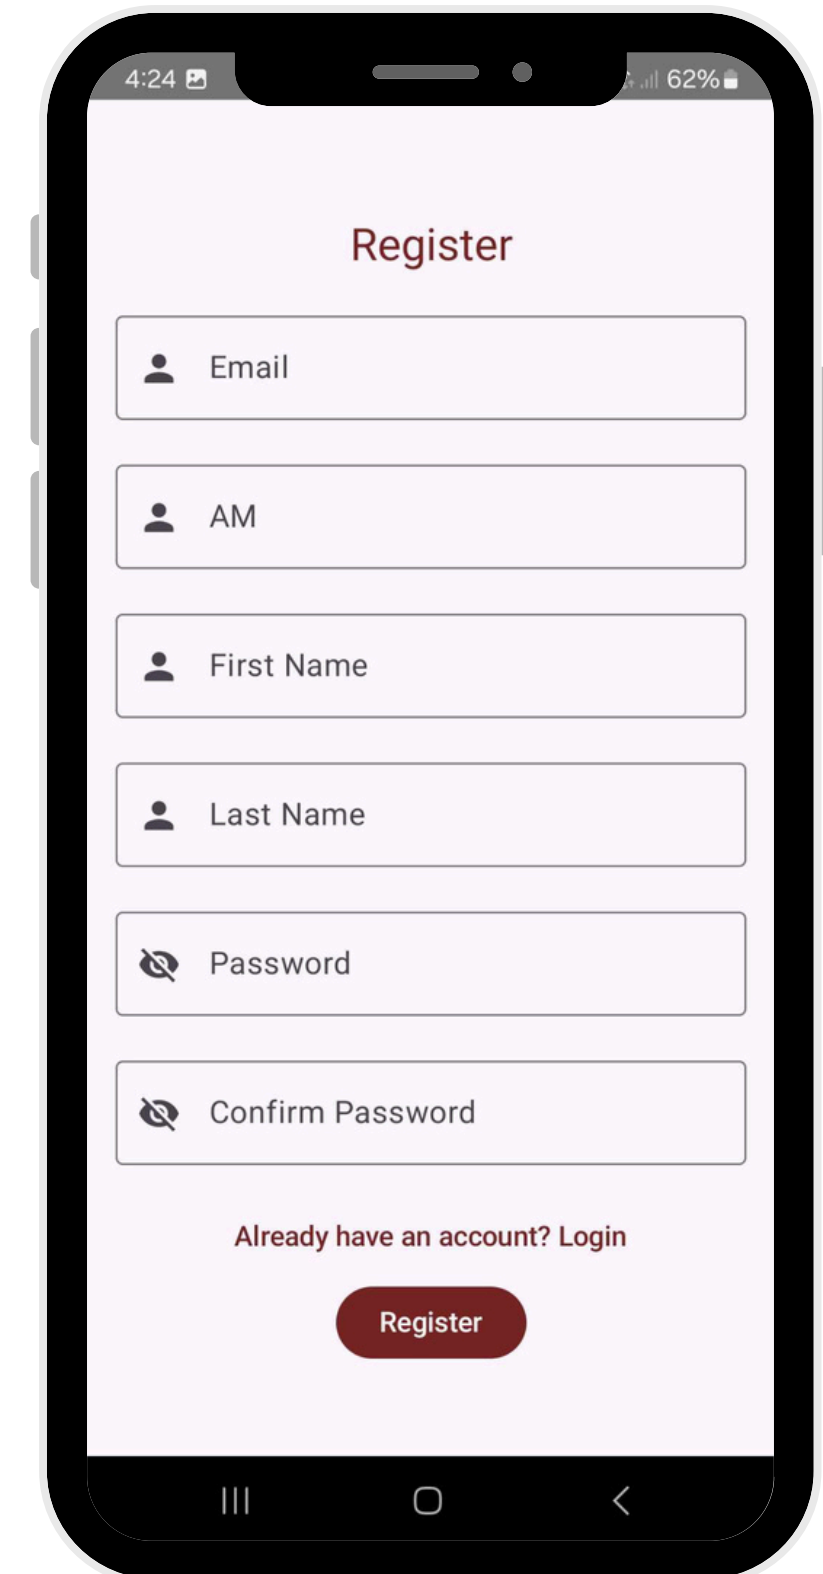 4:24 62%
Register
Email
AM
First Name
Last Name
Password
Confirm Password
Already have an account? Login
Register